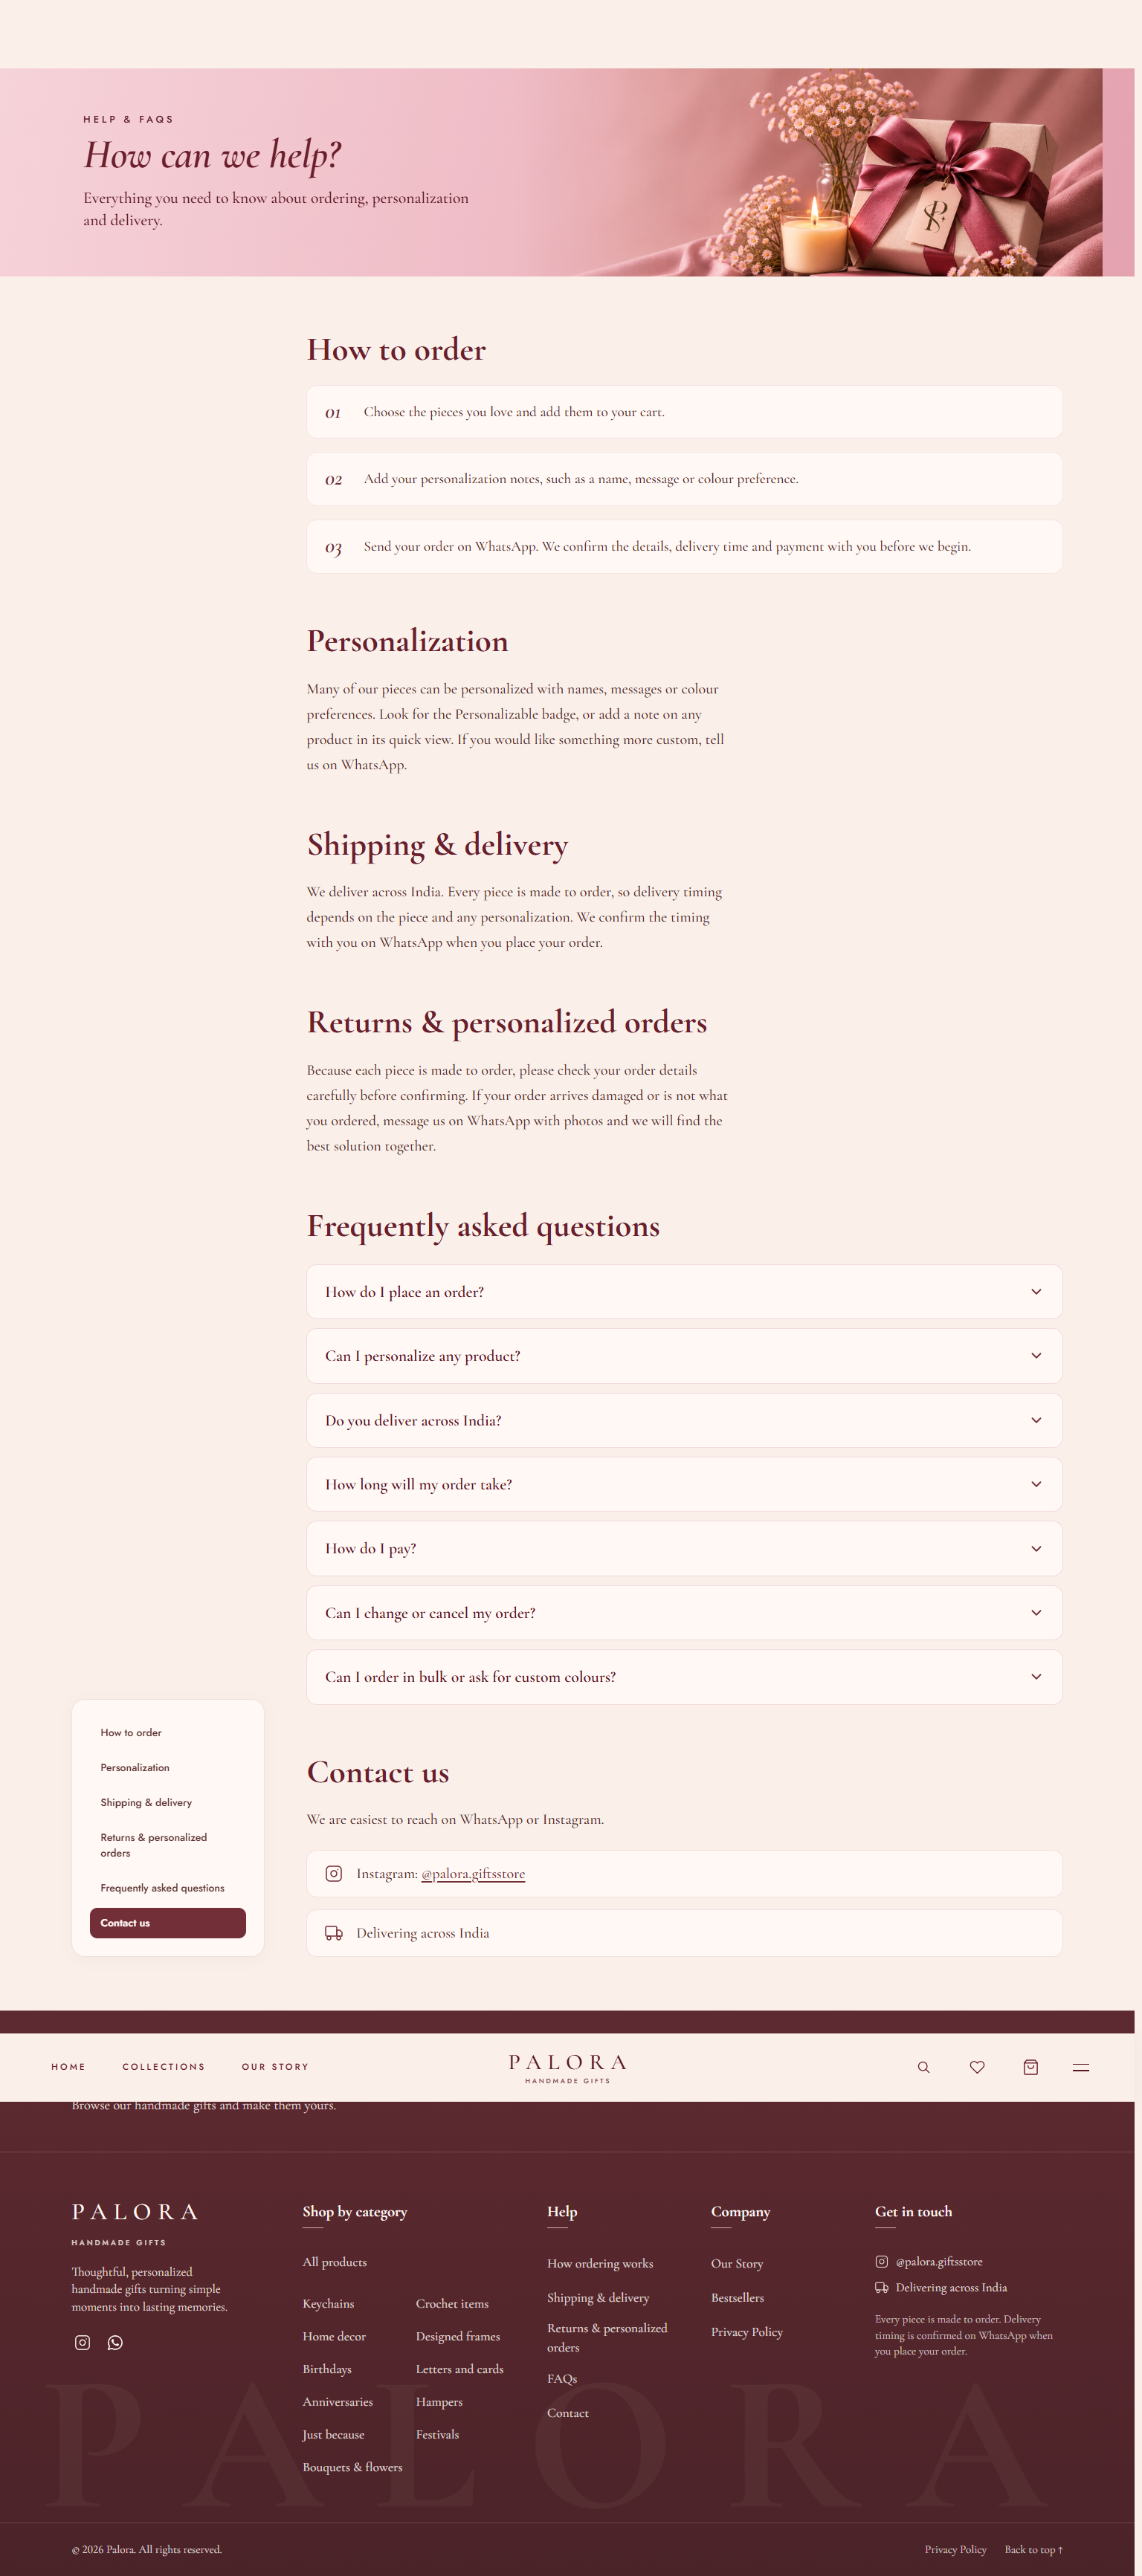 HELP & FAQS
How can we help?
Everything you need to know about ordering, personalization
and delivery.
How to order
01 Choose the pieces you love and add them to your cart.
02 Add your personalization notes, such as a name, message or colour preference.
03 Send your order on WhatsApp. We confirm the details, delivery time and payment with you before we begin.
Personalization
Many of our pieces can be personalized with names, messages or colour
preferences. Look for the Personalizable badge, or add a note on any
product in its quick view. If you would like something more custom, tell
us on WhatsApp.
Shipping & delivery
We deliver across India. Every piece is made to order, so delivery timing
depends on the piece and any personalization. We confirm the timing
with you on WhatsApp when you place your order.
Returns & personalized orders
Because each piece is made to order, please check your order details
carefully before confirming. If your order arrives damaged or is not what
you ordered, message us on WhatsApp with photos and we will find the
best solution together.
Frequently asked questions
How do I place an order?
Can I personalize any product?
Do you deliver across India?
How long will my order take?
How do I pay?
Can I change or cancel my order?
Can I order in bulk or ask for custom colours?
How to order
Personalization
Shipping & delivery
Returns & personalized
orders
Frequently asked questions
Contact us
Contact us
We are easiest to reach on WhatsApp or Instagram.
Instagram: @palora.giftsstore
Delivering across India
HOME COLLECTIONS OUR STORY
PALORA
HANDMADE GIFTS
Browse our handmade gifts and make them yours.
PALORA
HANDMADE GIFTS
Thoughtful, personalized
handmade gifts turning simple
moments into lasting memories.
Shop by category
All products
Keychains Crochet items
Home decor Designed frames
Birthdays Letters and cards
Anniversaries Hampers
Just because Festivals
Bouquets & flowers
Help
How ordering works
Shipping & delivery
Returns & personalized
orders
FAQs
Contact
Company
Our Story
Bestsellers
Privacy Policy
Get in touch
@palora.giftsstore
Delivering across India
Every piece is made to order. Delivery
timing is confirmed on WhatsApp when
you place your order.
PALORA
© 2026 Palora. All rights reserved.
Privacy Policy Back to top ↑